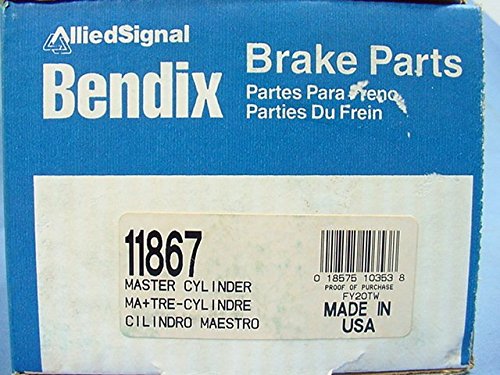 AlliedSignal
Bendix
Brake Parts
Partes Para Freno
Parties Du Frein
11867
MASTER CYLINDER
MA+TRE-CYLINDRE
CILINDRO MAESTRO
0 18575 10353 8
PROOF OF PURCHASE
FY20TW
MADE IN
USA